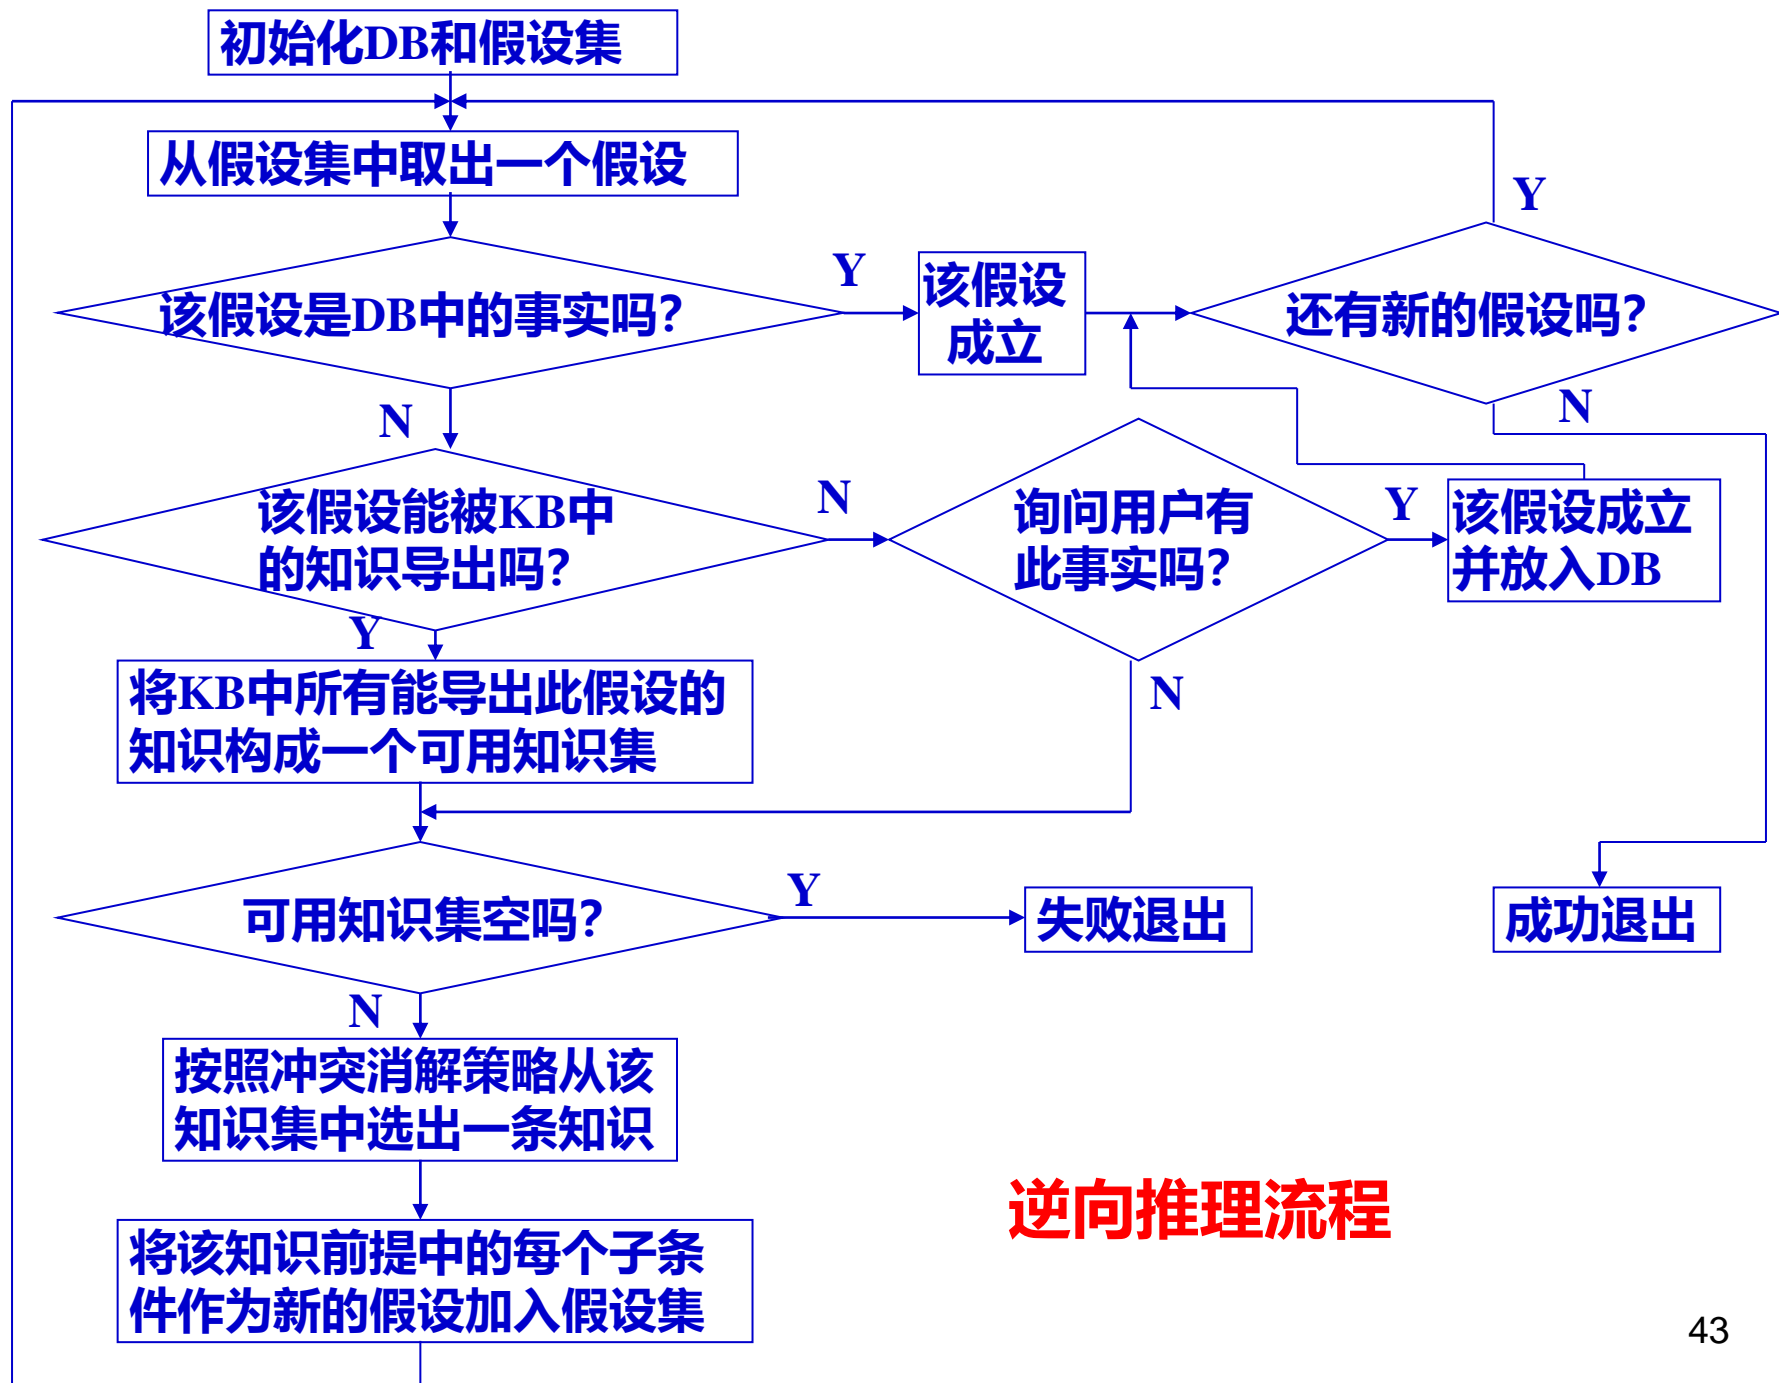 初始化DB和假设集
从假设集中取出一个假设
Y
Y
该假设是DB中的事实吗？
该假设
成立
还有新的假设吗？
N
N
该假设能被KB中
的知识导出吗？
N
询问用户有
此事实吗？
Y
该假设成立
并放入DB
Y
N
将KB中所有能导出此假设的
知识构成一个可用知识集
可用知识集空吗？
Y
失败退出
成功退出
N
按照冲突消解策略从该
知识集中选出一条知识
逆向推理流程
将该知识前提中的每个子条
件作为新的假设加入假设集
43